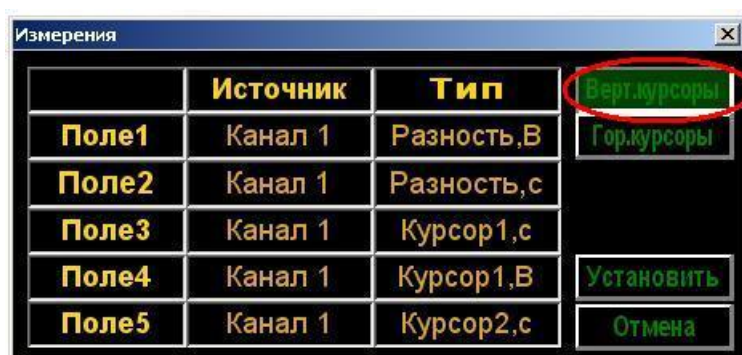 Измерения
Источник Тип Верт.курсоры
Поле1 Канал 1 Разность,В Гор.курсоры
Поле2 Канал 1 Разность,с
Поле3 Канал 1 Курсор1,с
Поле4 Канал 1 Курсор1,В Установить
Поле5 Канал 1 Курсор2,с Отмена